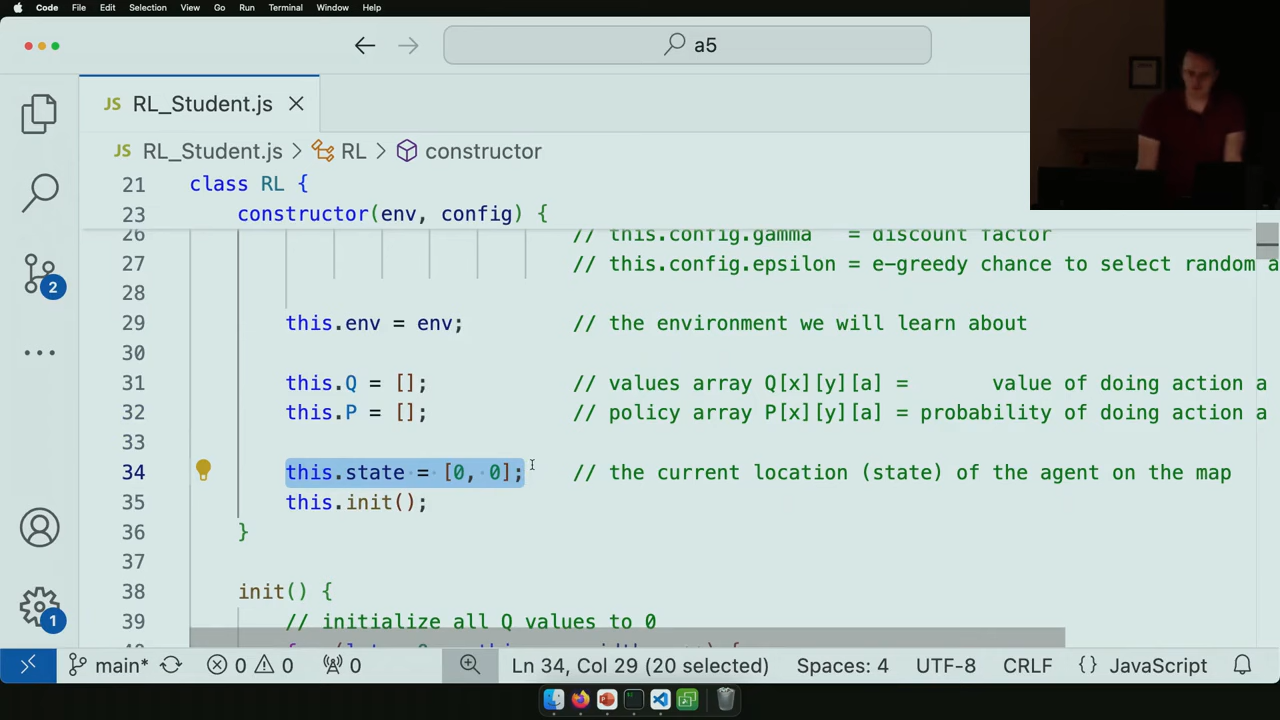 Code File Edit Selection View Go Run Terminal Window Help
a5
JS RL_Student.js
JS RL_Student.js > RL > constructor
21 class RL {
23 constructor(env, config) {
26 // this.config.gamma   = discount factor
27 // this.config.epsilon = e-greedy chance to select random a
28
29 this.env = env; // the environment we will learn about
30
31 this.Q = []; // values array Q[x][y][a] =       value of doing action a
32 this.P = []; // policy array P[x][y][a] = probability of doing action a
33
34 this.state = [0, 0]; // the current location (state) of the agent on the map
35 this.init();
36 }
37
38 init() {
39 // initialize all Q values to 0
2
1
main* 0 0 0 Ln 34, Col 29 (20 selected) Spaces: 4 UTF-8 CRLF {} JavaScript